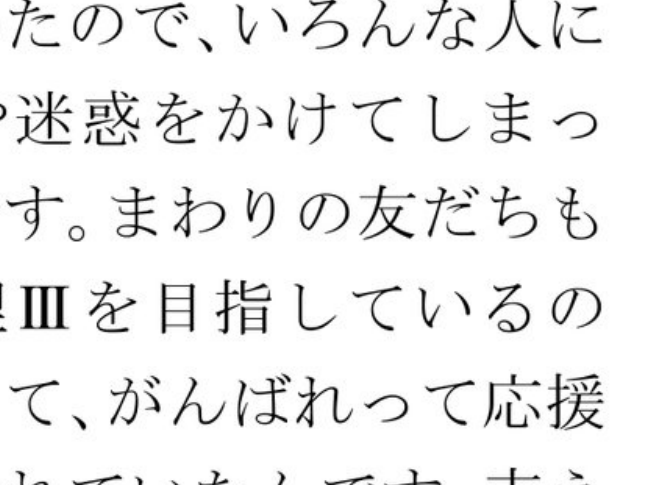 たので、いろんな人に
迷惑をかけてしまっ
す。まわりの友だちも
Ⅲを目指しているの
て、がんばれって応援